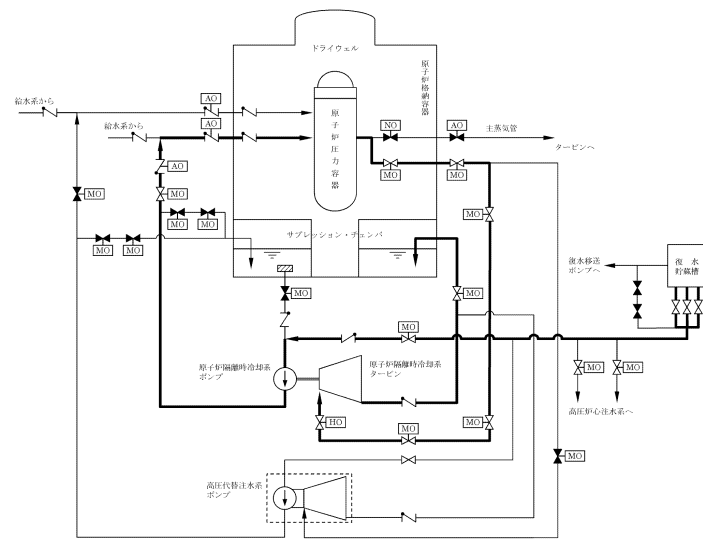 ドライウェル
原子炉格納容器
給水系から
AO
給水系から
AO
原子炉圧力容器
NO
AO
主蒸気管
タービンへ
MO
MO
AO
MO
MO
MO
MO
MO
MO
MO
サプレッション・チェンバ
復水移送
ポンプへ
復水
貯蔵槽
MO
MO
MO
原子炉隔離時冷却系
ポンプ
原子炉隔離時冷却系
タービン
MO
MO
高圧炉心注水系へ
HO
MO
MO
MO
高圧代替注水系
ポンプ